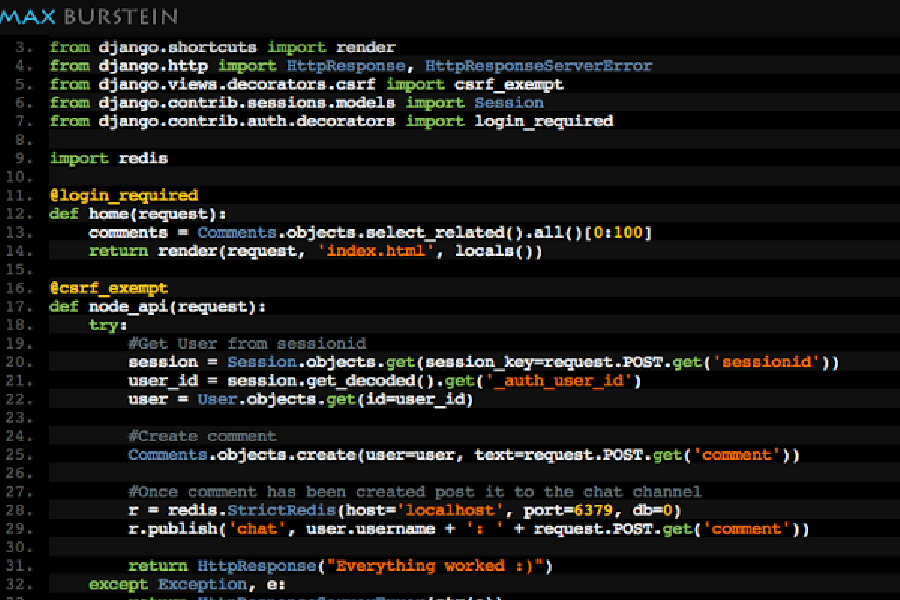 MAX BURSTEIN
3. from django.shortcuts import render
4. from django.http import HttpResponse, HttpResponseServerError
5. from django.views.decorators.csrf import csrf_exempt
6. from django.contrib.sessions.models import Session
7. from django.contrib.auth.decorators import login_required
8.
9. import redis
10.
11. @login_required
12. def home(request):
13.     comments = Comments.objects.select_related().all()[0:100]
14.     return render(request, 'index.html', locals())
15.
16. @csrf_exempt
17. def node_api(request):
18.     try:
19.         #Get User from sessionid
20.         session = Session.objects.get(session_key=request.POST.get('sessionid'))
21.         user_id = session.get_decoded().get('_auth_user_id')
22.         user = User.objects.get(id=user_id)
23.
24.         #Create comment
25.         Comments.objects.create(user=user, text=request.POST.get('comment'))
26.
27.         #Once comment has been created post it to the chat channel
28.         r = redis.StrictRedis(host='localhost', port=6379, db=0)
29.         r.publish('chat', user.username + ': ' + request.POST.get('comment'))
30.
31.         return HttpResponse("Everything worked :)")
32.     except Exception, e: